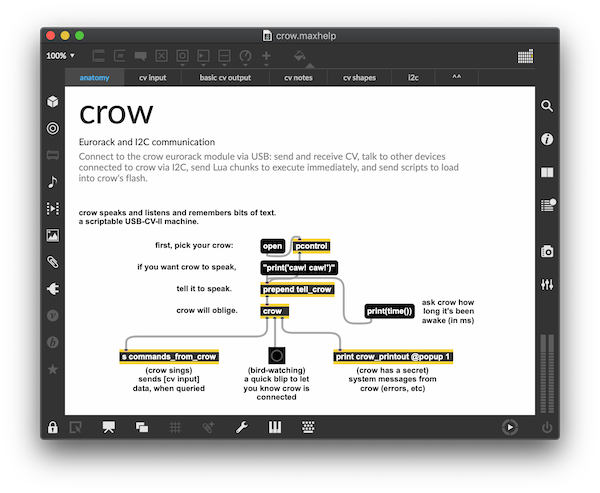 crow.maxhelp
100% ▼
anatomy
cv input
basic cv output
cv notes
cv shapes
i2c
^^
crow
Eurorack and I2C communication
Connect to the crow eurorack module via USB: send and receive CV, talk to other devices
connected to crow via I2C, send Lua chunks to execute immediately, and send scripts to load
into crow's flash.
crow speaks and listens and remembers bits of text.
a scriptable USB-CV-II machine.
first, pick your crow:
open
pcontrol
if you want crow to speak,
"print('caw! caw!')"
tell it to speak.
prepend tell_crow
crow will oblige.
crow
print(time())
ask crow how
long it's been
awake (in ms)
s commands_from_crow
(crow sings)
sends [cv input]
data, when queried
(bird-watching)
a quick blip to let
you know crow is
connected
print crow_printout @popup 1
(crow has a secret)
system messages from
crow (errors, etc)